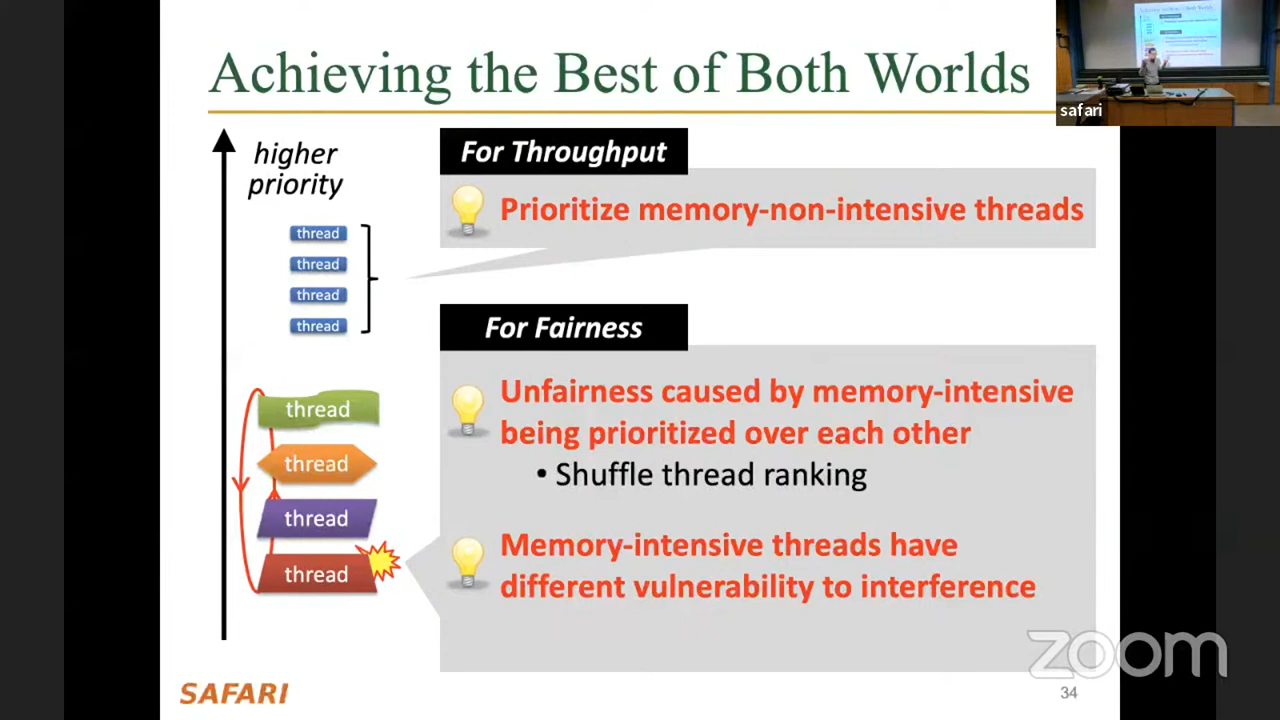 Achieving the Best of Both Worlds
safari
higher
priority
For Throughput
Prioritize memory-non-intensive threads
thread
thread
thread
thread
For Fairness
Unfairness caused by memory-intensive
being prioritized over each other
• Shuffle thread ranking
thread
thread
thread
thread
Memory-intensive threads have
different vulnerability to interference
zoom
SAFARI
34